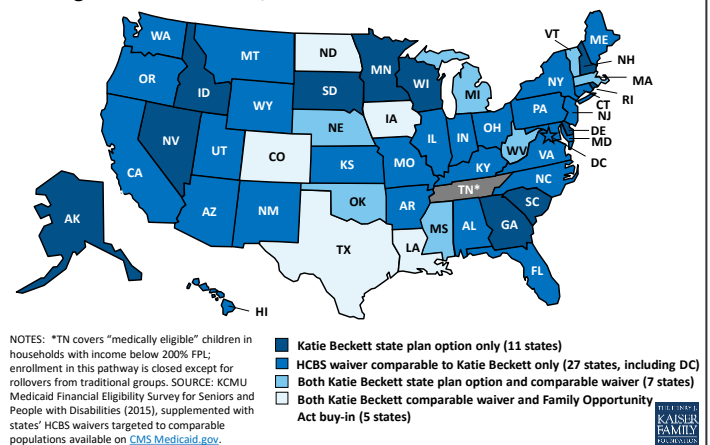 WA
MT
ND
MN
VT
ME
NH
MA
RI
CT
NJ
DE
MD
DC
OR
ID
WY
SD
WI
MI
NY
PA
NV
UT
CO
NE
IA
IL
IN
OH
WV
VA
CA
KS
MO
KY
NC
TN*
AZ
NM
OK
AR
SC
AK
TX
LA
MS
AL
GA
FL
HI
NOTES: *TN covers “medically eligible” children in
households with income below 200% FPL;
enrollment in this pathway is closed except for
rollovers from traditional groups. SOURCE: KCMU
Medicaid Financial Eligibility Survey for Seniors and
People with Disabilities (2015), supplemented with
states’ HCBS waivers targeted to comparable
populations available on CMS Medicaid.gov.
Katie Beckett state plan option only (11 states)
HCBS waiver comparable to Katie Beckett only (27 states, including DC)
Both Katie Beckett state plan option and comparable waiver (7 states)
Both Katie Beckett comparable waiver and Family Opportunity
Act buy-in (5 states)
THE HENRY J.
KAISER
FAMILY
FOUNDATION